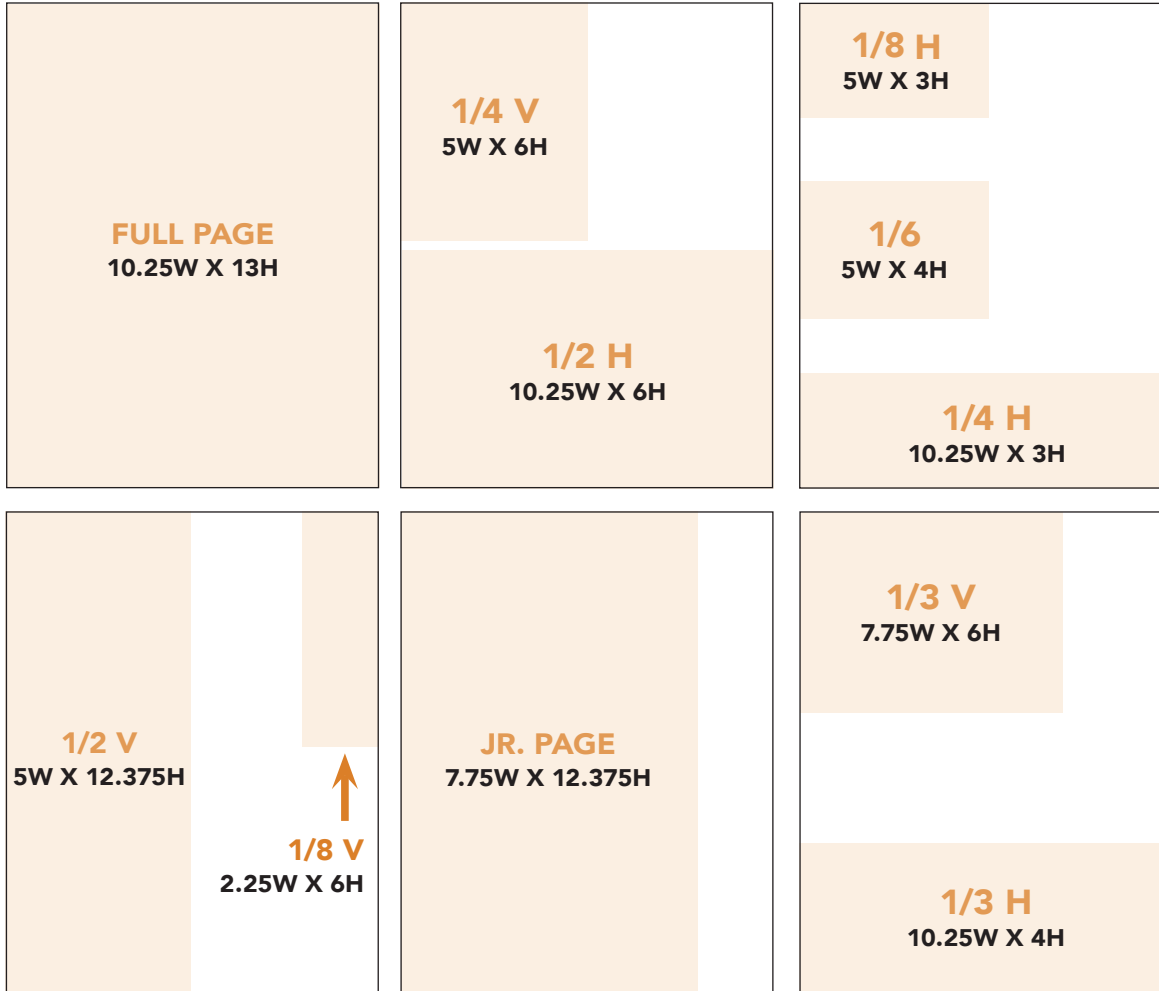 FULL PAGE
10.25W X 13H
1/4 V
5W X 6H
1/2 H
10.25W X 6H
1/8 H
5W X 3H
1/6
5W X 4H
1/4 H
10.25W X 3H
1/2 V
5W X 12.375H
1/8 V
2.25W X 6H
JR. PAGE
7.75W X 12.375H
1/3 V
7.75W X 6H
1/3 H
10.25W X 4H